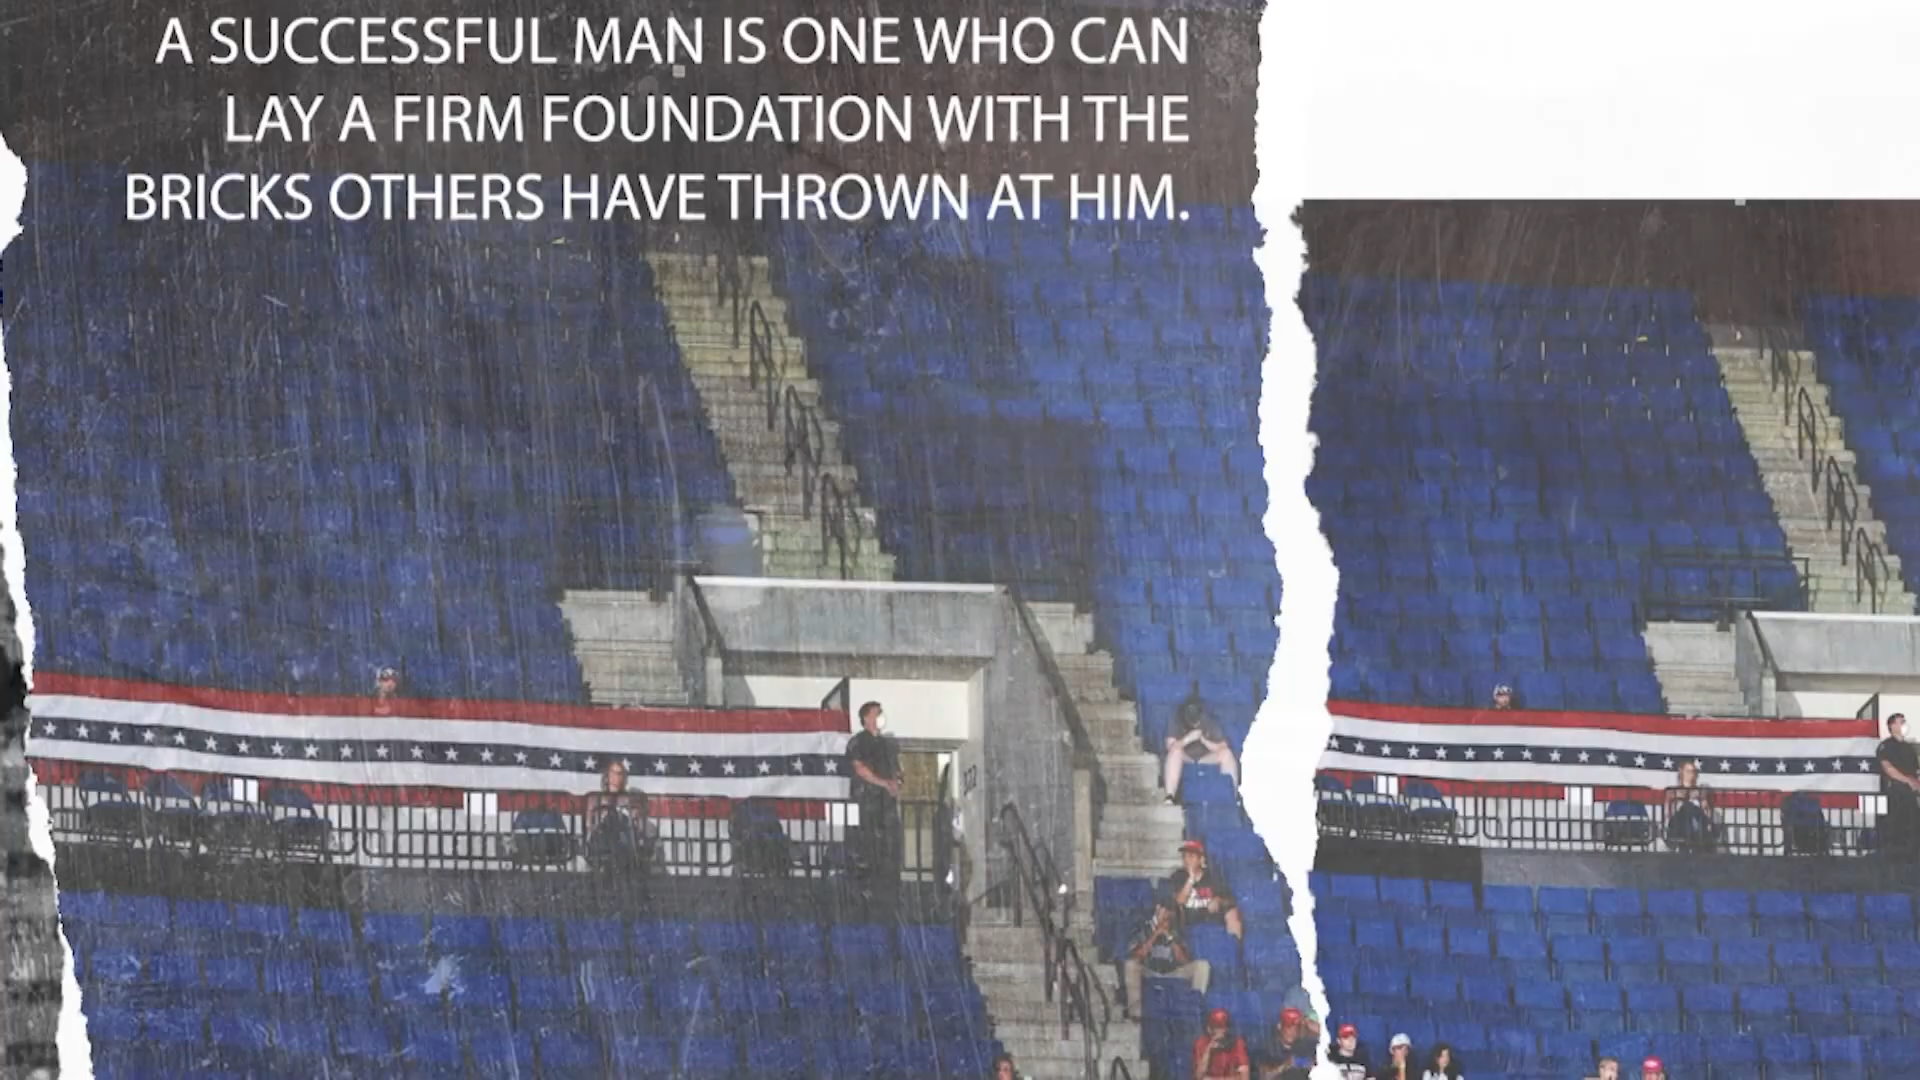 A SUCCESSFUL MAN IS ONE WHO CAN
LAY A FIRM FOUNDATION WITH THE
BRICKS OTHERS HAVE THROWN AT HIM.